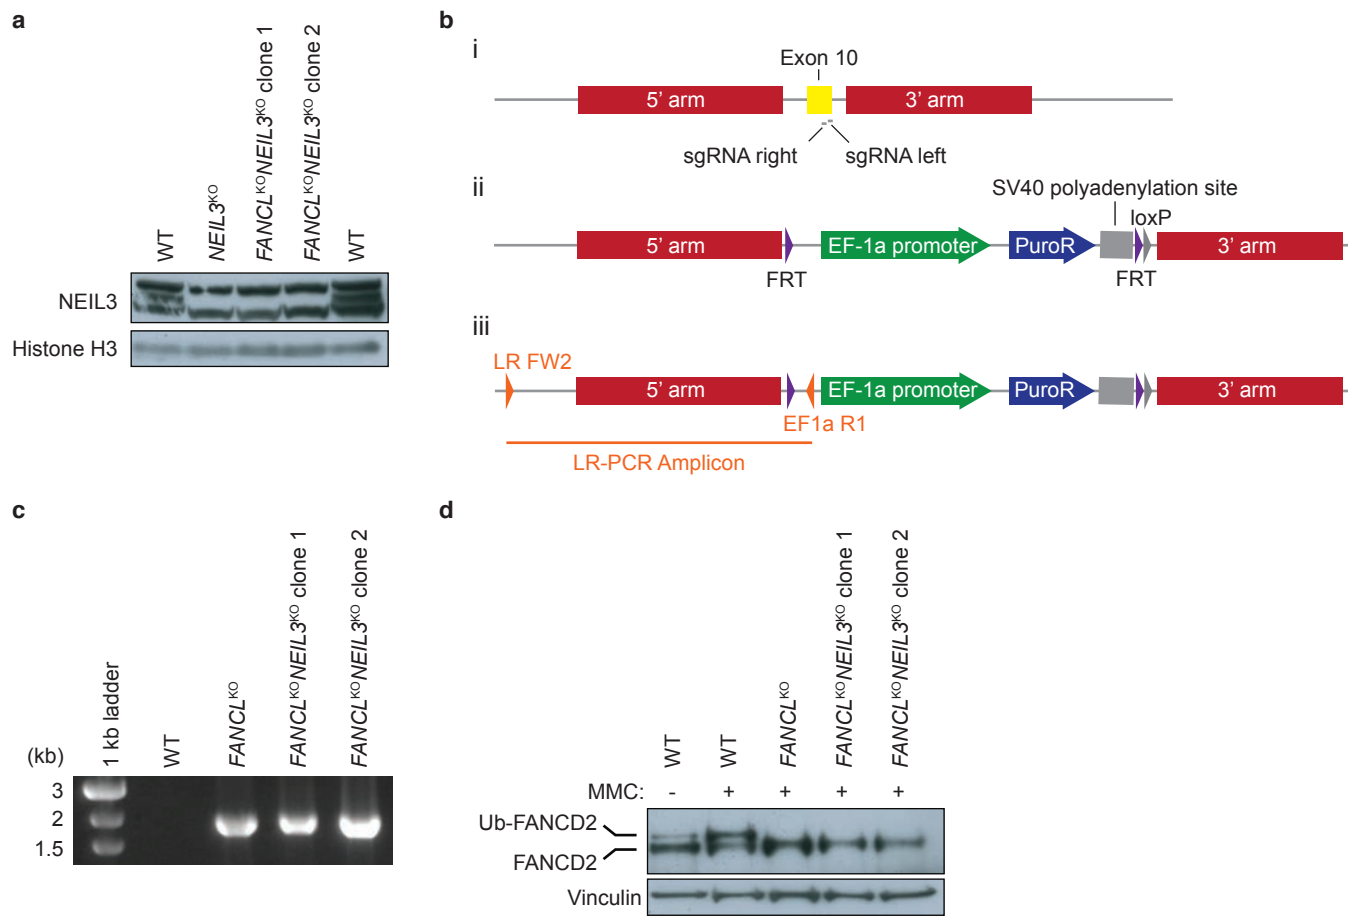 a
WT
NEIL3KO
FANCLKONEIL3KO clone 1
FANCLKONEIL3KO clone 2
WT
NEIL3
Histone H3
b
i
Exon 10
5’ arm
3’ arm
sgRNA right
sgRNA left
ii
SV40 polyadenylation site
loxP
5’ arm
EF-1a promoter
PuroR
3’ arm
FRT
FRT
iii
LR FW2
5’ arm
EF-1a promoter
PuroR
3’ arm
EF1a R1
LR-PCR Amplicon
c
(kb)
1 kb ladder
WT
FANCLKO
FANCLKONEIL3KO clone 1
FANCLKONEIL3KO clone 2
3
2
1.5
d
WT
WT
FANCLKO
FANCLKONEIL3KO clone 1
FANCLKONEIL3KO clone 2
MMC: - + + + +
Ub-FANCD2
FANCD2
Vinculin